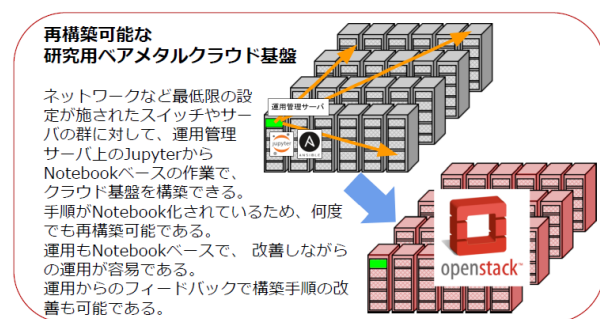 再構築可能な
研究用ベアメタルクラウド基盤
ネットワークなど最低限の設
定が施されたスイッチやサー
バの群に対して、運用管理
サーバ上のJupyterから
Notebookベースの作業で、
クラウド基盤を構築できる。
手順がNotebook化されているため、何度
でも再構築可能である。
運用もNotebookベースで、 改善しながら
の運用が容易である。
運用からのフィードバックで構築手順の改
善も可能である。
運用管理サーバ
jupyter
ANSIBLE
openstack™